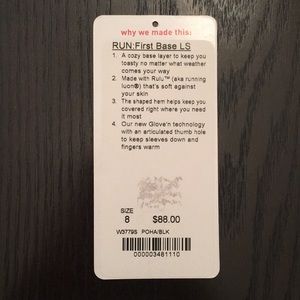 why we made this:
RUN:First Base LS
1. A cozy base layer to keep you
toasty no matter what weather
comes your way
2. Made with Rulu™ (aka running
luon®) that's soft against
your skin
3. The shaped hem helps keep you
covered right where you need
it most
4. Our new Glove'n technology
with an articulated thumb hole
to keep sleeves down and
fingers warm
SIZE
8 $88.00
W3779S POHA/BLK
000003481110